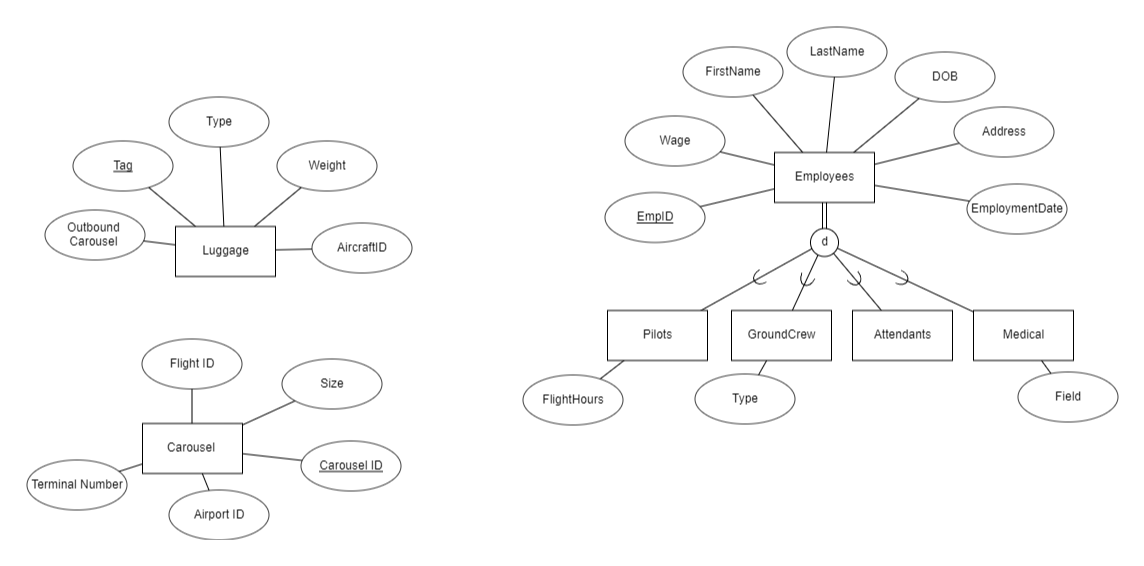 LastName
FirstName
DOB
Type
Wage
Address
Tag
Weight
Employees
Outbound
Carousel
Luggage
AircraftID
EmpID
EmploymentDate
d
Pilots
GroundCrew
Attendants
Medical
Flight ID
Size
FlightHours
Type
Field
Carousel
Carousel ID
Terminal Number
Airport ID